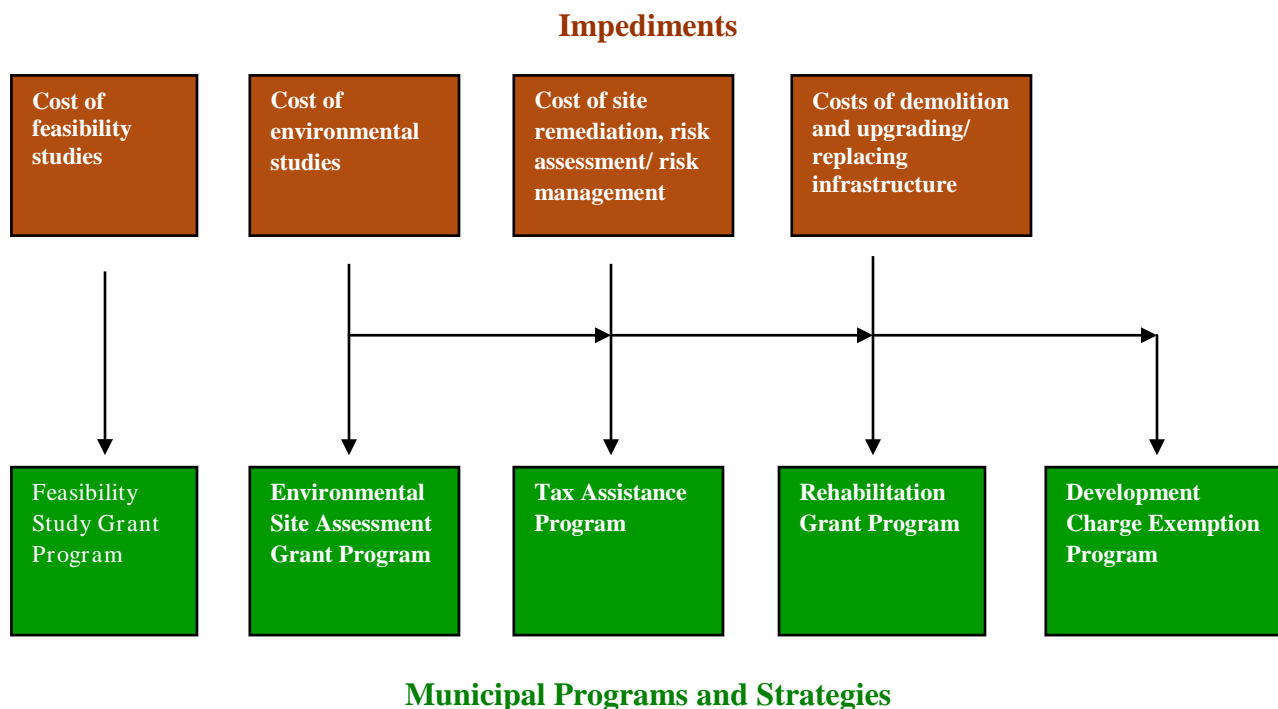 Impediments
Cost of
feasibility
studies
Cost of
environmental
studies
Cost of site
remediation, risk
assessment/ risk
management
Costs of demolition
and upgrading/
replacing
infrastructure
Feasibility
Study Grant
Program
Environmental
Site Assessment
Grant Program
Tax Assistance
Program
Rehabilitation
Grant Program
Development
Charge Exemption
Program
Municipal Programs and Strategies